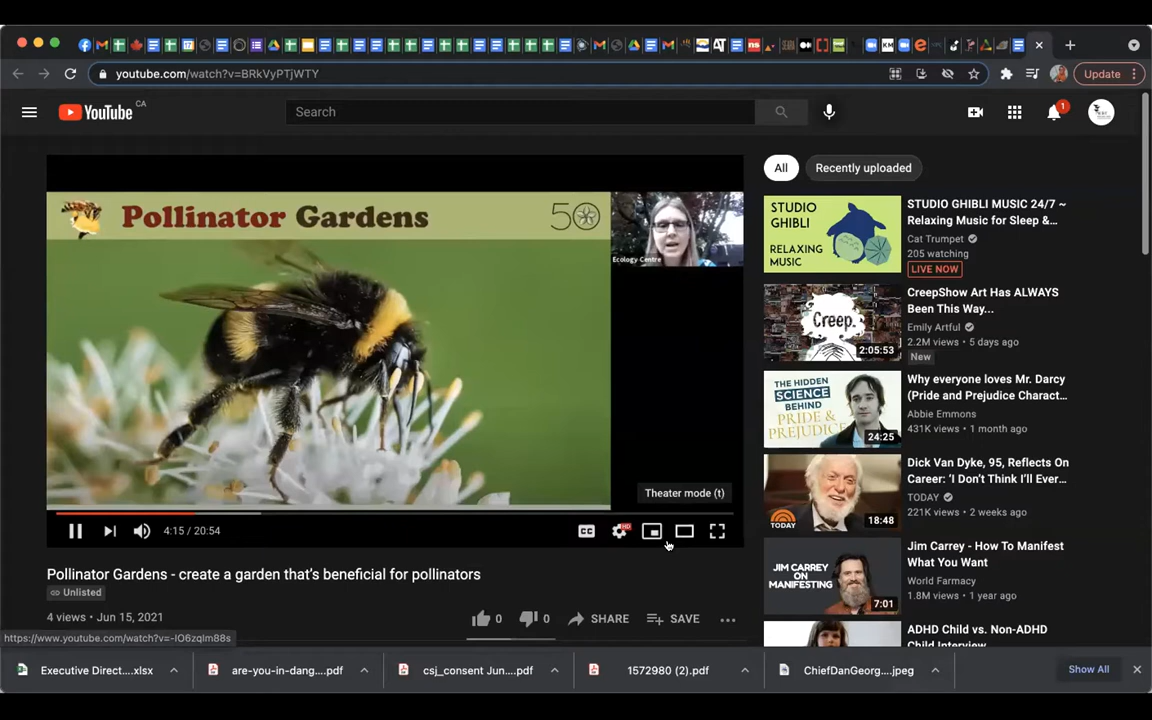 youtube.com/watch?v=BRkVyPTjWTY
Update
YouTube CA
Search
1
Pollinator Gardens
50
Ecology Centre
Theater mode (t)
4:15 / 20:54
CC
HD
Pollinator Gardens - create a garden that's beneficial for pollinators
Unlisted
4 views • Jun 15, 2021
0
0
SHARE
SAVE
All
Recently uploaded
STUDIO GHIBLI RELAXING MUSIC
STUDIO GHIBLI MUSIC 24/7 ~
Relaxing Music for Sleep &...
Cat Trumpet
205 watching
LIVE NOW
Creep.
2:05:53
CreepShow Art Has ALWAYS
Been This Way...
Emily Artful
2.2M views • 5 days ago
New
THE HIDDEN
SCIENCE
BEHIND
PRIDE &
PREJUDICE
24:25
Why everyone loves Mr. Darcy
(Pride and Prejudice Charact...
Abbie Emmons
431K views • 1 month ago
TODAY
18:48
Dick Van Dyke, 95, Reflects On
Career: 'I Don't Think I'll Ever...
TODAY
221K views • 2 weeks ago
JIM CARREY
ON
MANIFESTING
7:01
Jim Carrey - How To Manifest
What You Want
World Farmacy
1.8M views • 1 year ago
ADHD Child vs. Non-ADHD
Child Interview
https://www.youtube.com/watch?v=-IO6zqIm88s
Executive Direct....xlsx
are-you-in-dang....pdf
csj_consent Jun....pdf
1572980 (2).pdf
ChiefDanGeorg....jpeg
Show All